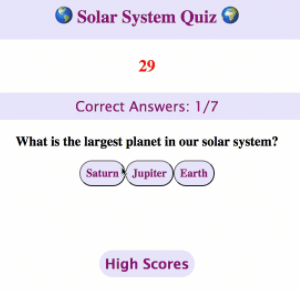 🌎 Solar System Quiz 🌍
29
Correct Answers: 1/7
What is the largest planet in our solar system?
Saturn Jupiter Earth
High Scores